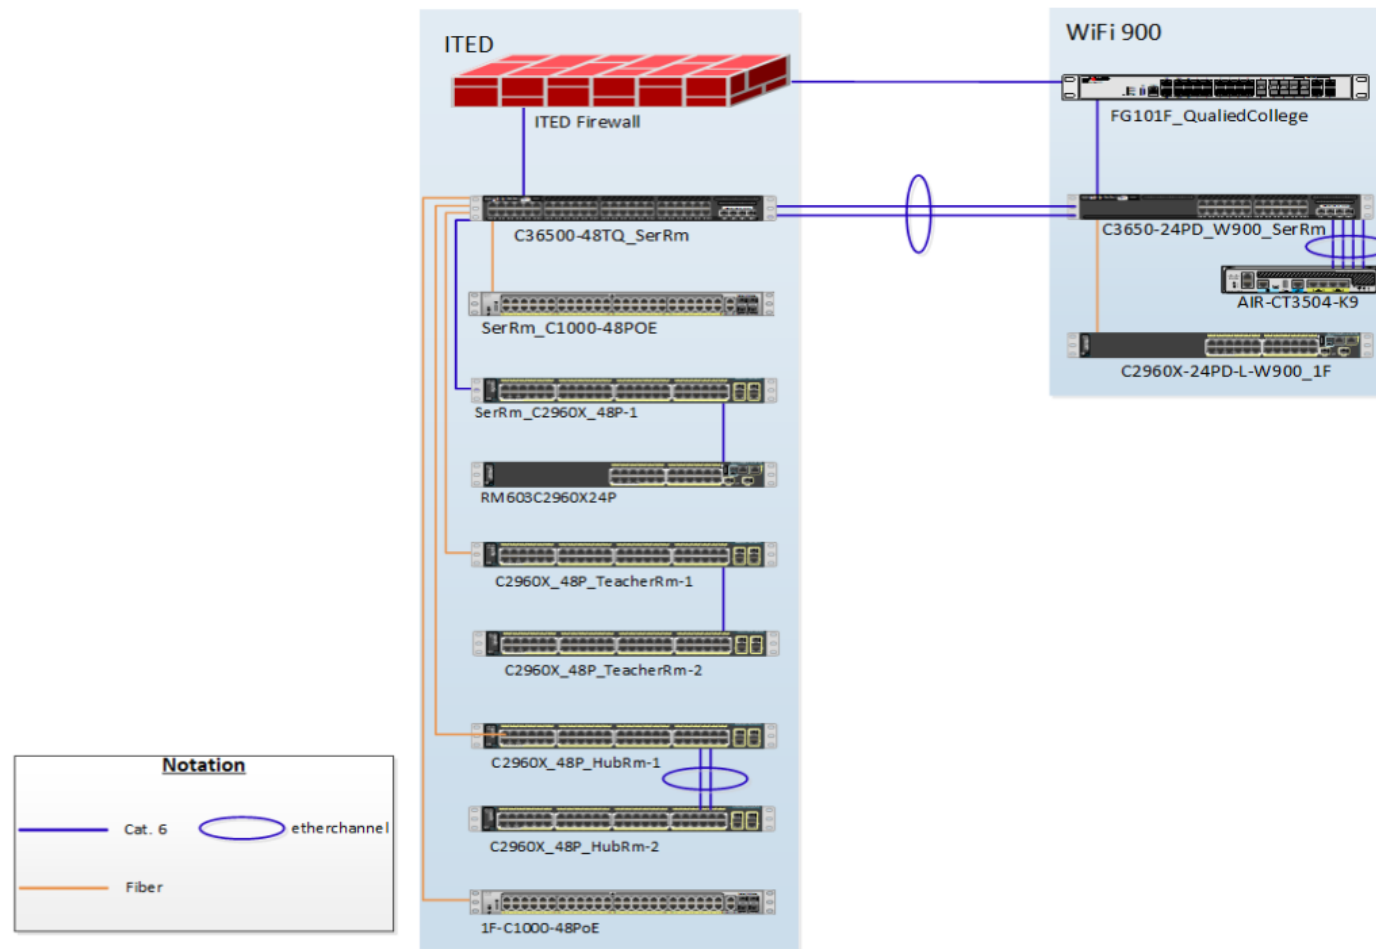 ITED
ITED Firewall
C36500-48TQ_SerRm
SerRm_C1000-48POE
SerRm_C2960X_48P-1
RM603C2960X24P
C2960X_48P_TeacherRm-1
C2960X_48P_TeacherRm-2
C2960X_48P_HubRm-1
C2960X_48P_HubRm-2
1F-C1000-48PoE
WiFi 900
FG101F_QualiedCollege
C3650-24PD_W900_SerRm
AIR-CT3504-K9
C2960X-24PD-L-W900_1F
Notation
Cat. 6
etherchannel
Fiber